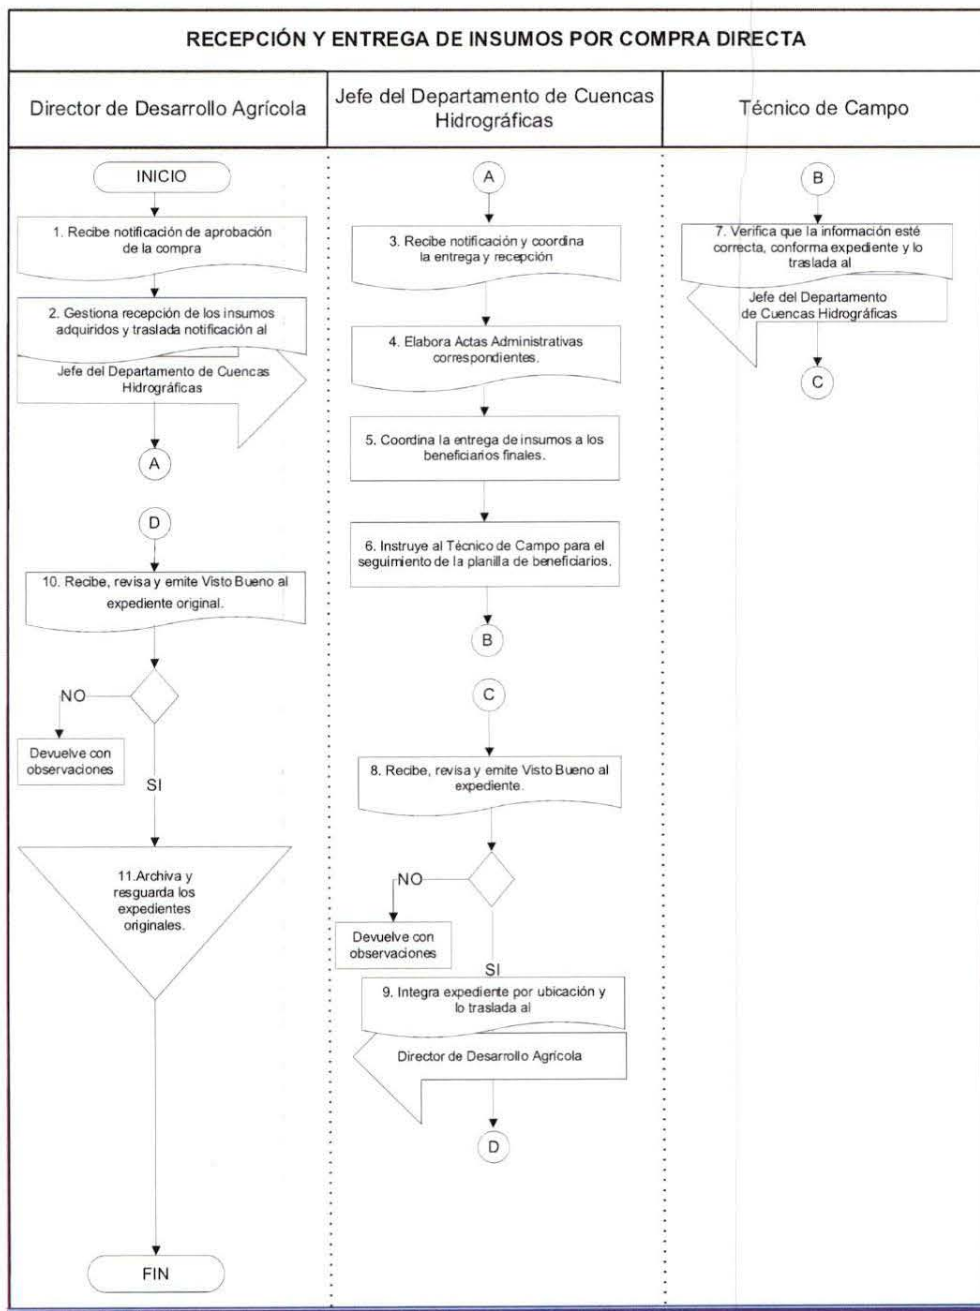 RECEPCIÓN Y ENTREGA DE INSUMOS POR COMPRA DIRECTA
Director de Desarrollo Agrícola
Jefe del Departamento de Cuencas
Hidrográficas
Técnico de Campo
INICIO
1. Recibe notificación de aprobación
de la compra
2. Gestiona recepción de los insumos
adquiridos y traslada notificación al
Jefe del Departamento de Cuencas
Hidrográficas
A
D
10. Recibe, revisa y emite Visto Bueno al
expediente original.
NO
Devuelve con
observaciones
SI
11.Archiva y
resguarda los
expedientes
originales.
FIN
A
3. Recibe notificación y coordina
la entrega y recepción
4. Elabora Actas Administrativas
correspondientes.
5. Coordina la entrega de insumos a los
beneficiarios finales.
6. Instruye al Técnico de Campo para el
seguimiento de la planilla de beneficiarios.
B
C
8. Recibe, revisa y emite Visto Bueno al
expediente.
NO
Devuelve con
observaciones
SI
9. Integra expediente por ubicación y
lo traslada al
Director de Desarrollo Agrícola
D
B
7. Verifica que la información esté
correcta, conforma expediente y lo
traslada al
Jefe del Departamento
de Cuencas Hidrográficas
C